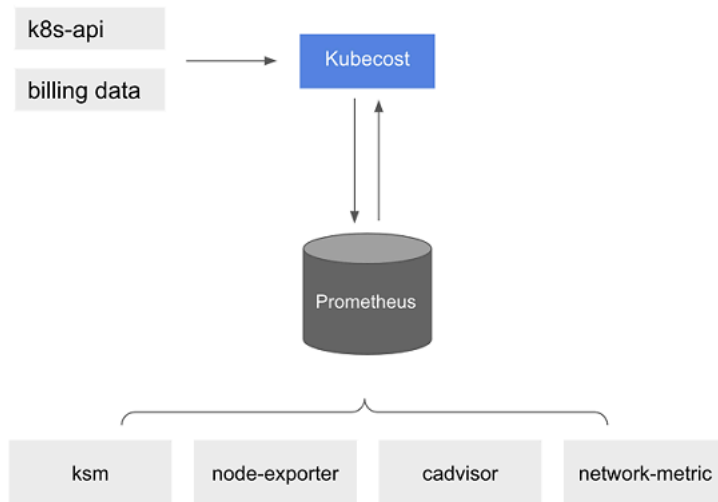 k8s-api
billing data
Kubecost
Prometheus
ksm
node-exporter
cadvisor
network-metric